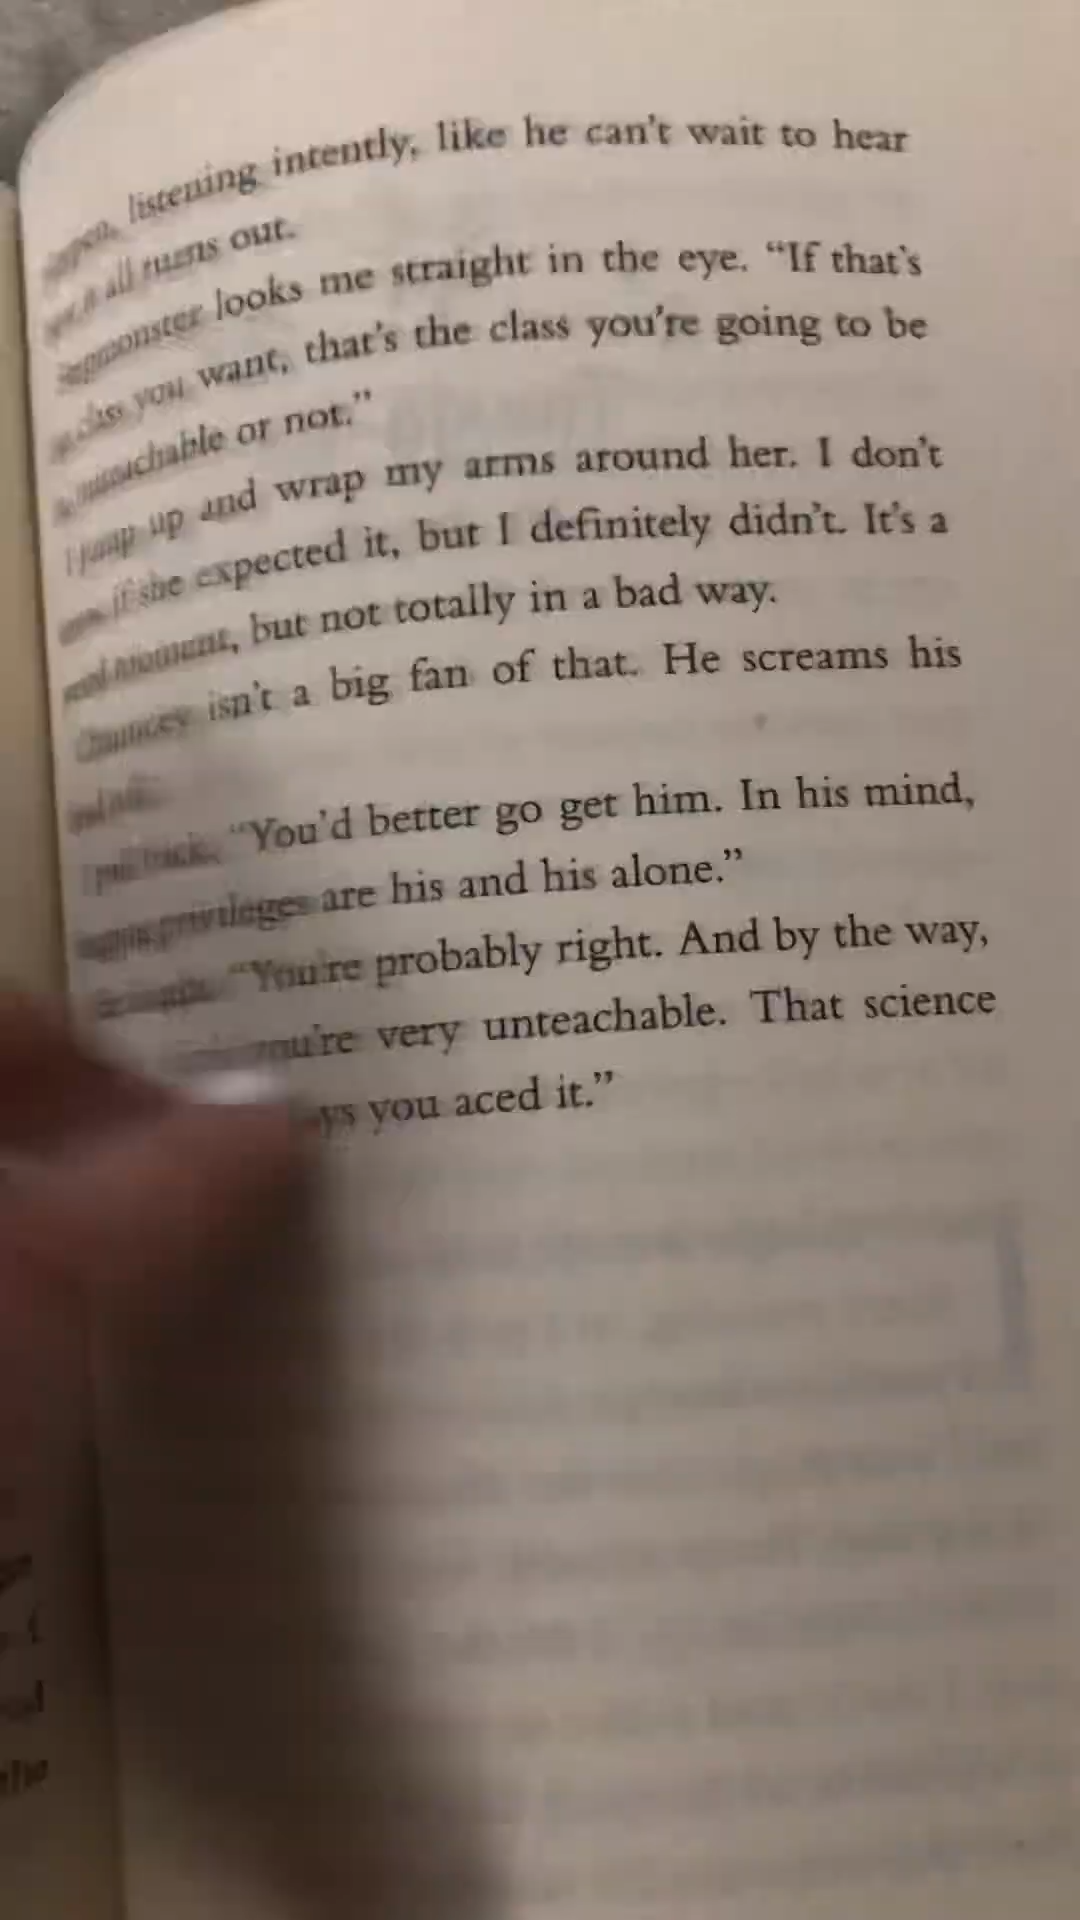 listening intently, like he can't wait to hear
all turns out.
looks me straight in the eye. "If that's
class you want, that's the class you're going to be
or not."
I jump up and wrap my arms around her. I don't
if she expected it, but I definitely didn't. It's a
moment, but not totally in a bad way.
Chauncey isn't a big fan of that. He screams his
"You'd better go get him. In his mind,
privileges are his and his alone."
"You're probably right. And by the way,
you're very unteachable. That science
you aced it."